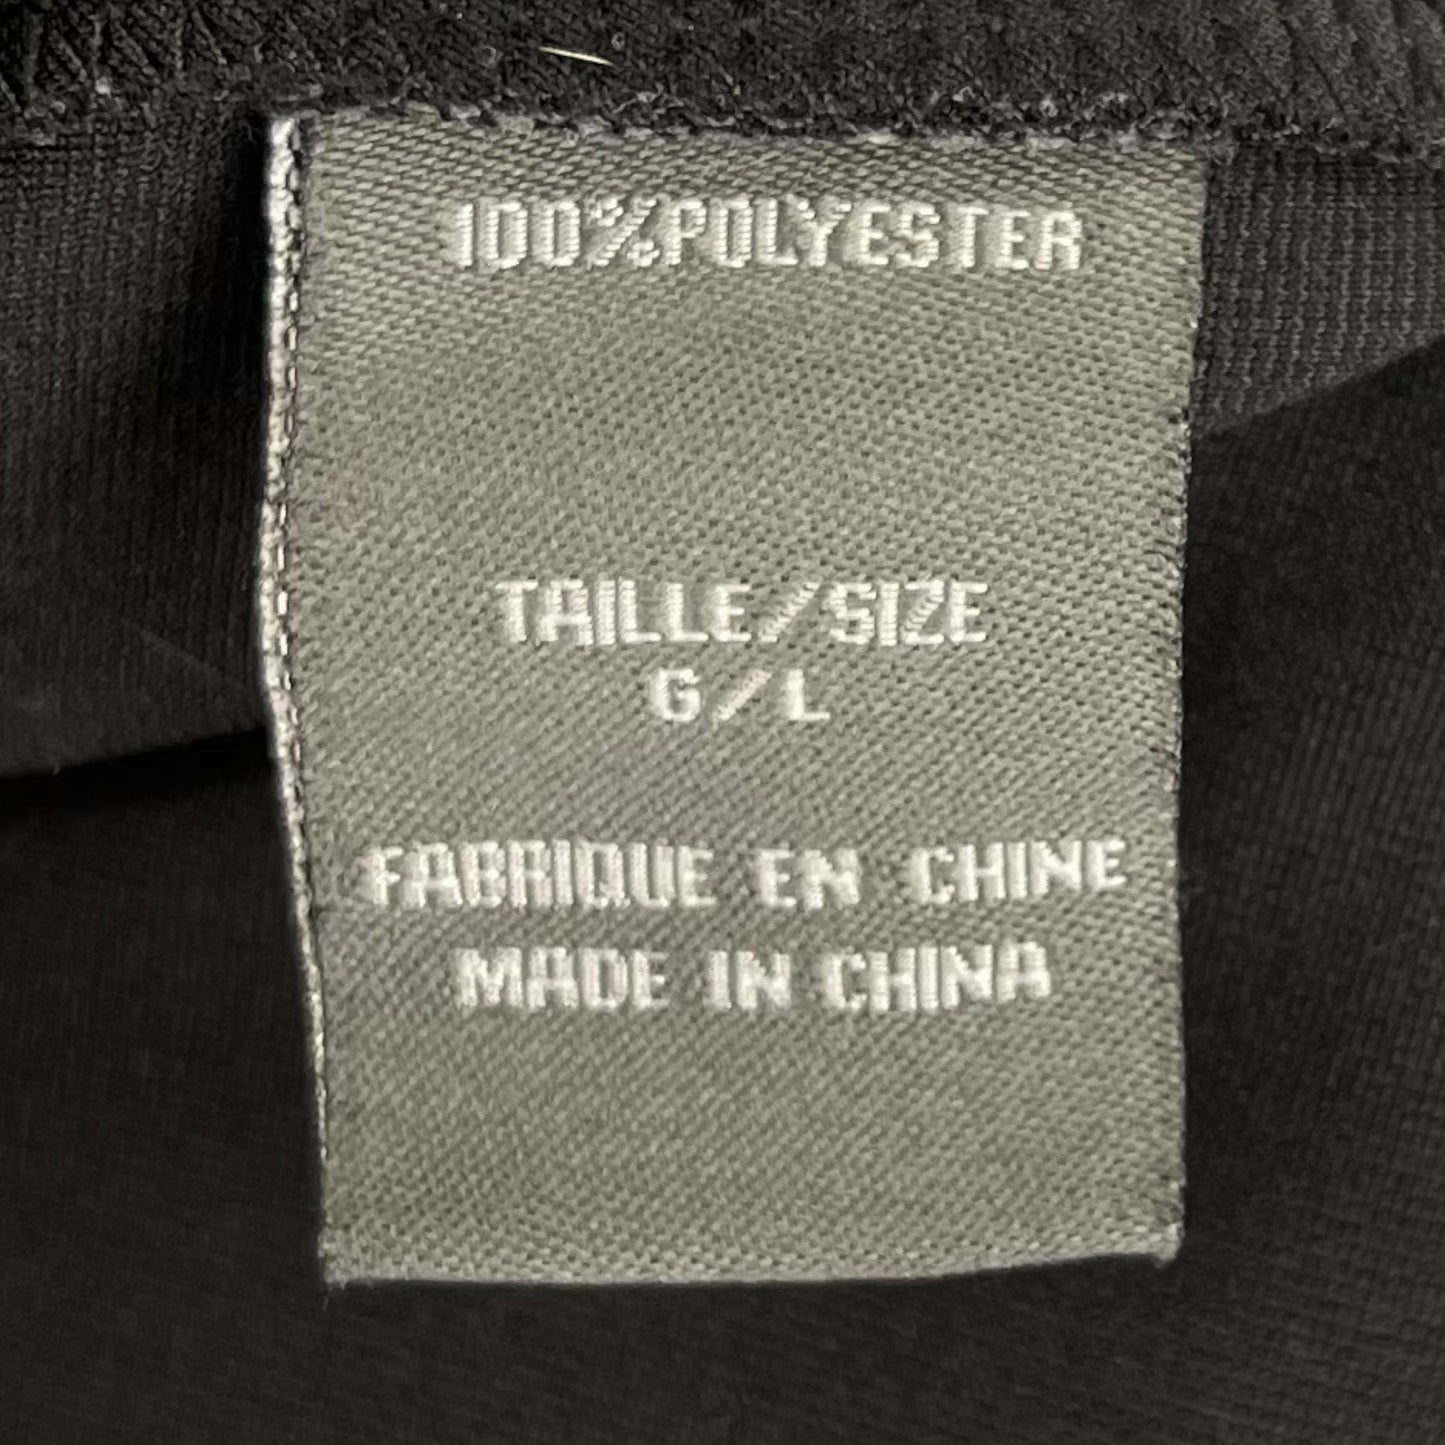 100%POLYESTER
TAILLE/SIZE
G/L
FABRIQUE EN CHINE
MADE IN CHINA